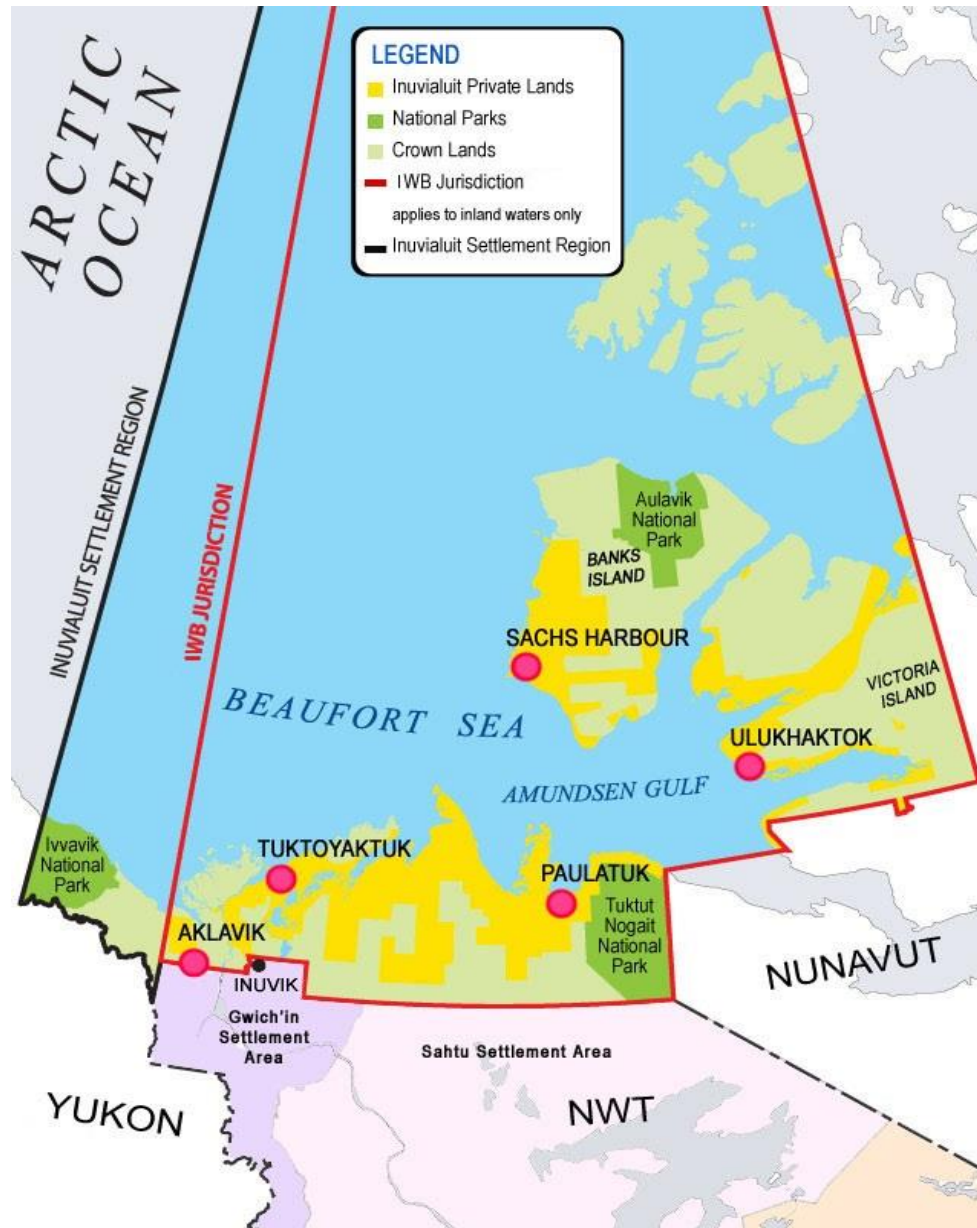 ARCTIC
OCEAN
LEGEND
Inuvialuit Private Lands
National Parks
Crown Lands
IWB Jurisdiction
applies to inland waters only
Inuvialuit Settlement Region
INUVIALUIT SETTLEMENT REGION
IWB JURISDICTION
Aulavik
National
Park
BANKS
ISLAND
SACHS HARBOUR
VICTORIA
ISLAND
BEAUFORT SEA
ULUKHAKTOK
AMUNDSEN GULF
Ivvavik
National
Park
TUKTOYAKTUK
PAULATUK
Tuktut
Nogait
National
Park
AKLAVIK
INUVIK
NUNAVUT
Gwich'in
Settlement
Area
Sahtu Settlement Area
YUKON
NWT